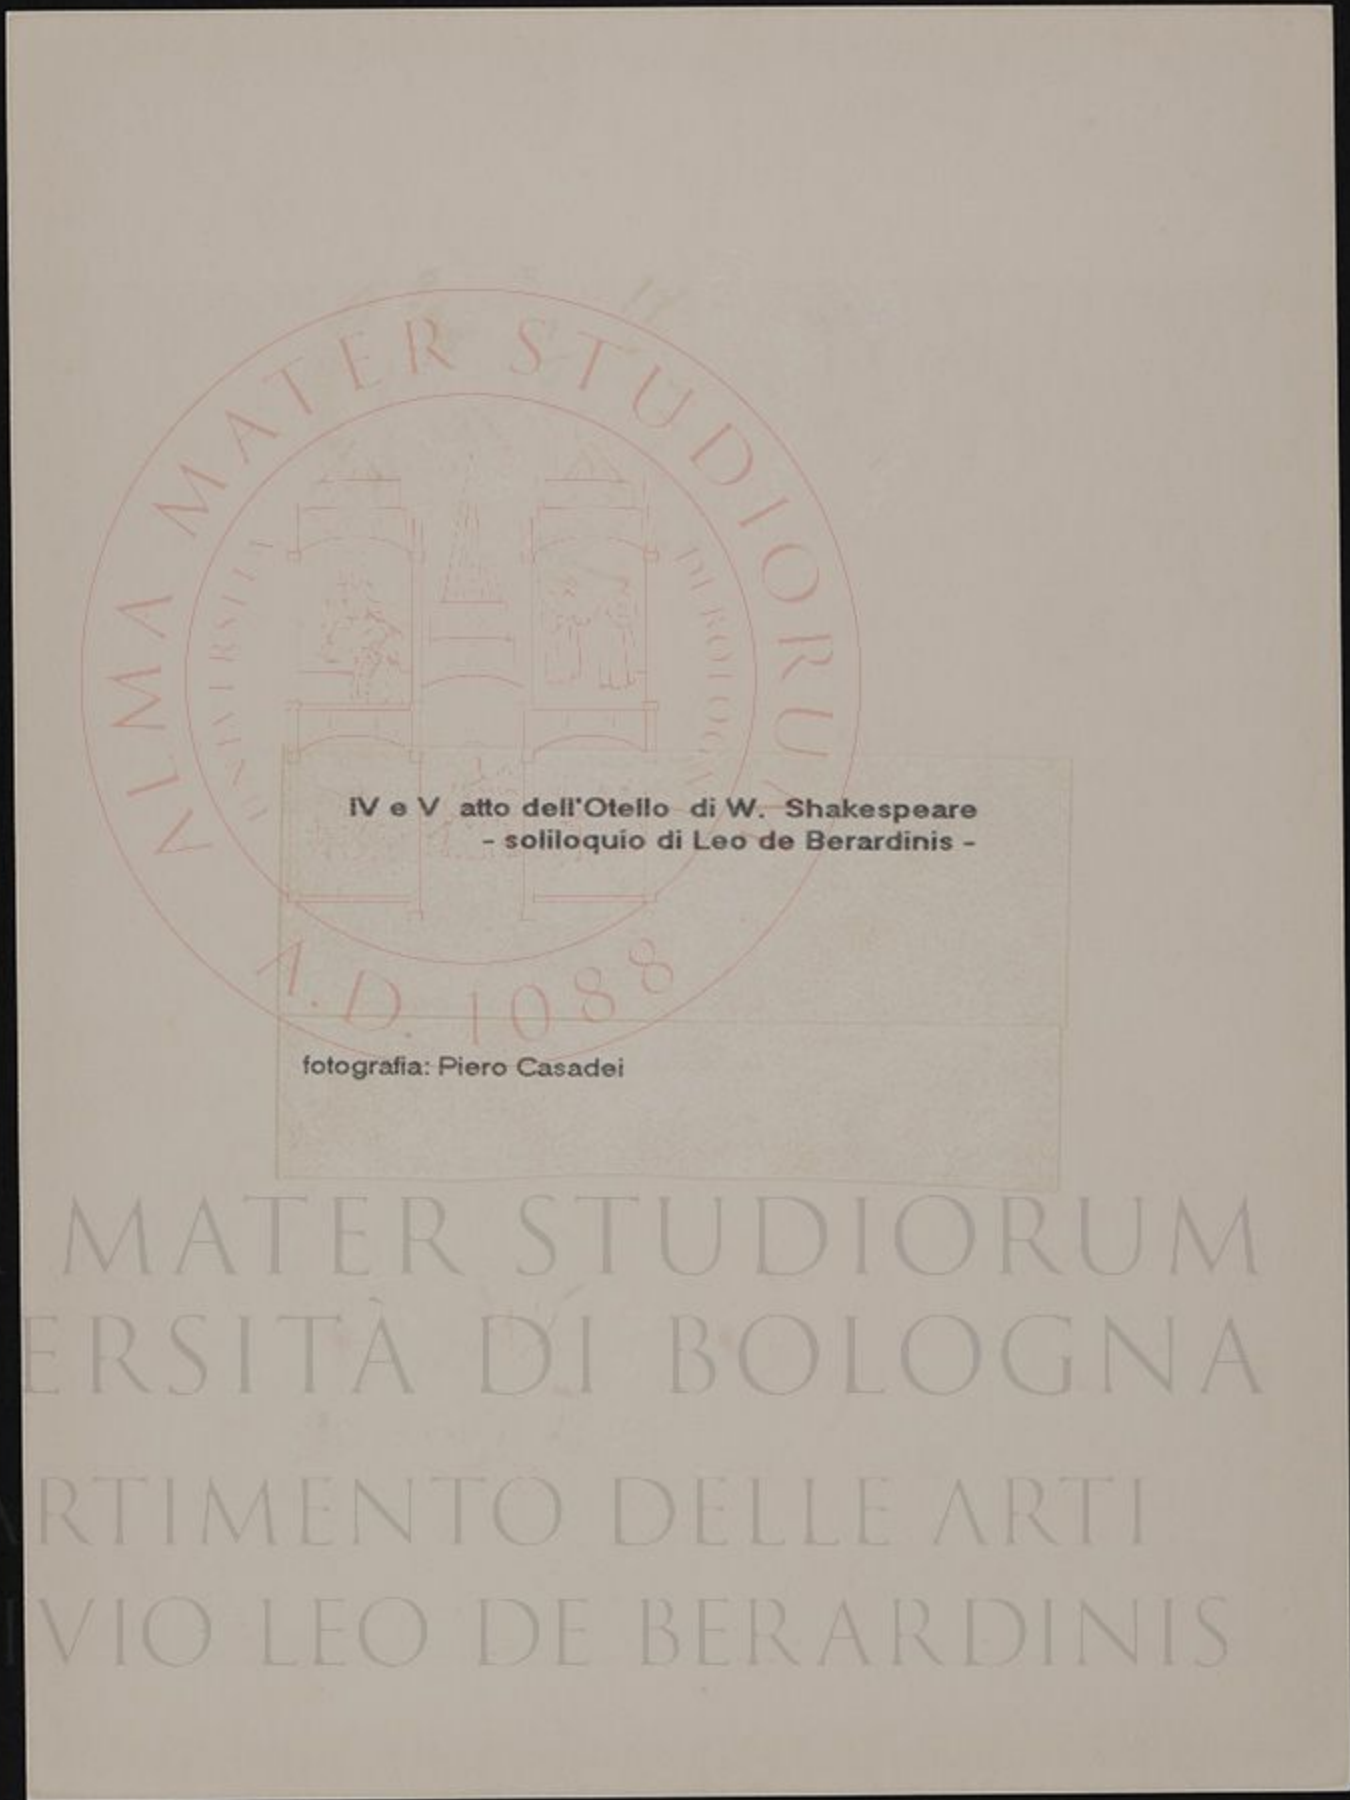 ALMA MATER STUDIORUM
UNIVERSITÀ DI BOLOGNA
IV e V atto dell'Otello di W. Shakespeare
- soliloquio di Leo de Berardinis -
A.D. 1088
fotografia: Piero Casadei
MATER STUDIORUM
ERSITÀ DI BOLOGNA
ARTIMENTO DELLE ARTI
IVIO LEO DE BERARDINIS